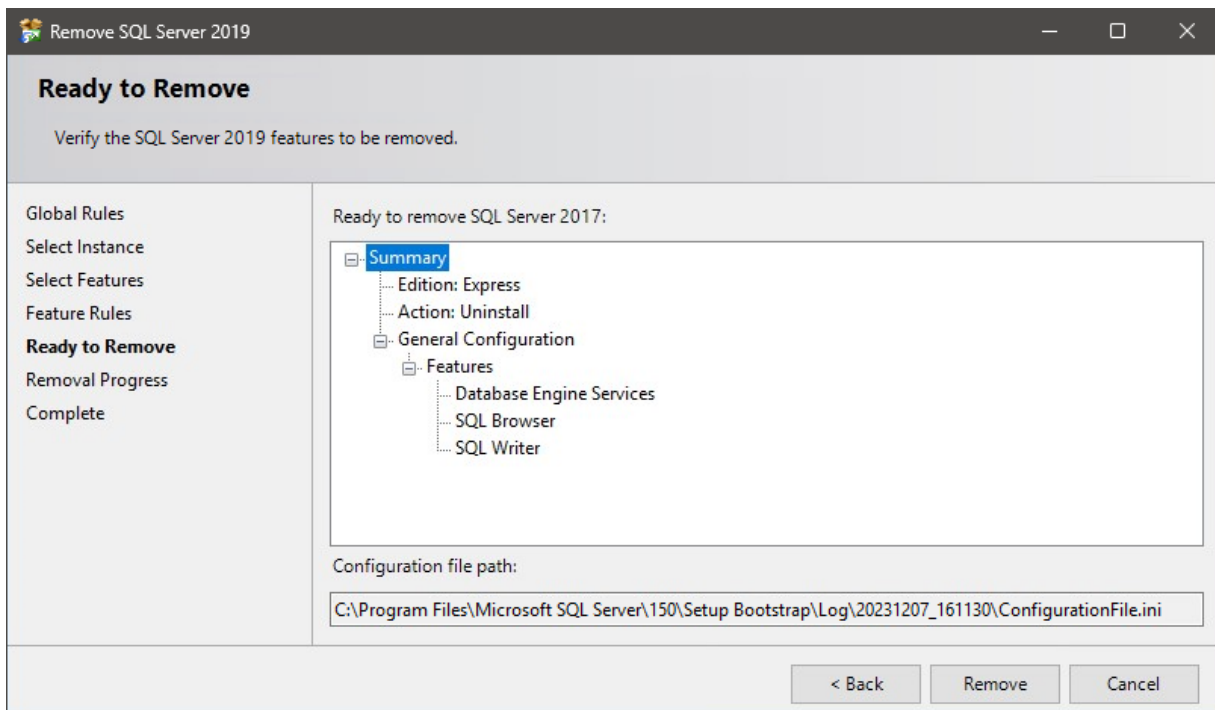 Remove SQL Server 2019
Ready to Remove
Verify the SQL Server 2019 features to be removed.
Global Rules
Select Instance
Select Features
Feature Rules
Ready to Remove
Removal Progress
Complete
Ready to remove SQL Server 2017:
Summary
Edition: Express
Action: Uninstall
General Configuration
Features
Database Engine Services
SQL Browser
SQL Writer
Configuration file path:
C:\Program Files\Microsoft SQL Server\150\Setup Bootstrap\Log\20231207_161130\ConfigurationFile.ini
< Back Remove Cancel